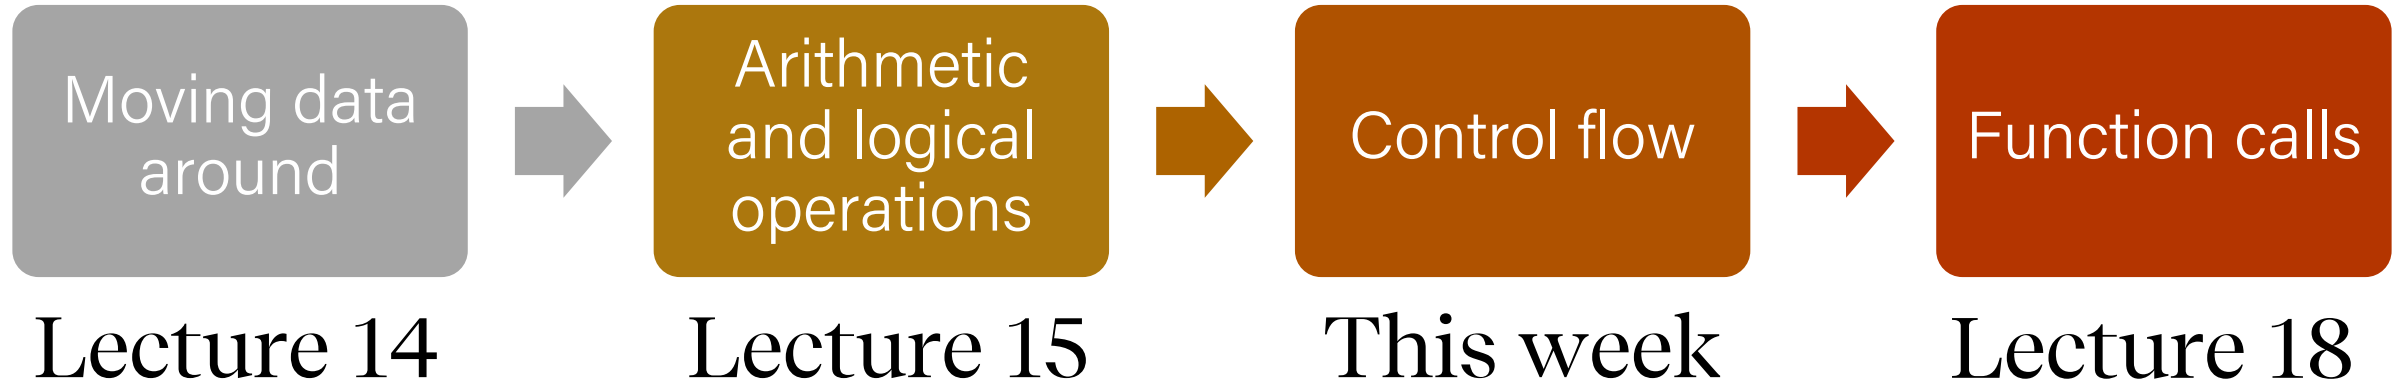 Moving data
around
Arithmetic
and logical
operations
Control flow
Function calls
Lecture 14
Lecture 15
This week
Lecture 18